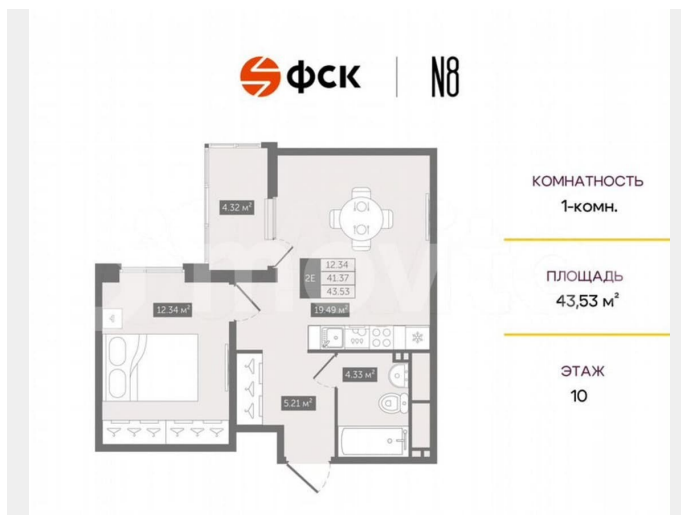 ФСК | N8
4.32 м²
КОМНАТНОСТЬ
1-комн.
12.34
2Е 41.37
43.53
ПЛОЩАДЬ
43,53 м²
12.34 м²
19.49 м²
ЭТАЖ
10
4.33 м²
5.21 м²